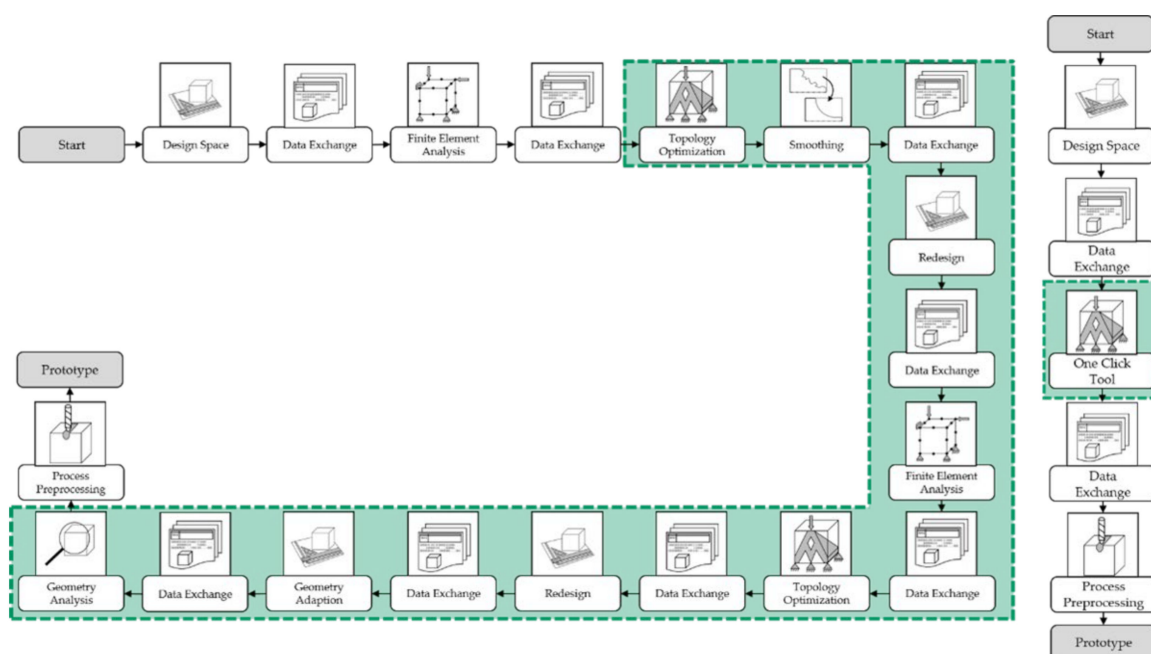 Start
Design Space
Data Exchange
Finite Element
Analysis
Data Exchange
Topology
Optimization
Smoothing
Data Exchange
Redesign
Data Exchange
Finite Element
Analysis
Data Exchange
Topology
Optimization
Data Exchange
Redesign
Data Exchange
Geometry
Adaption
Data Exchange
Geometry
Analysis
Process
Preprocessing
Prototype
Start
Design Space
Data
Exchange
One Click
Tool
Data
Exchange
Process
Preprocessing
Prototype